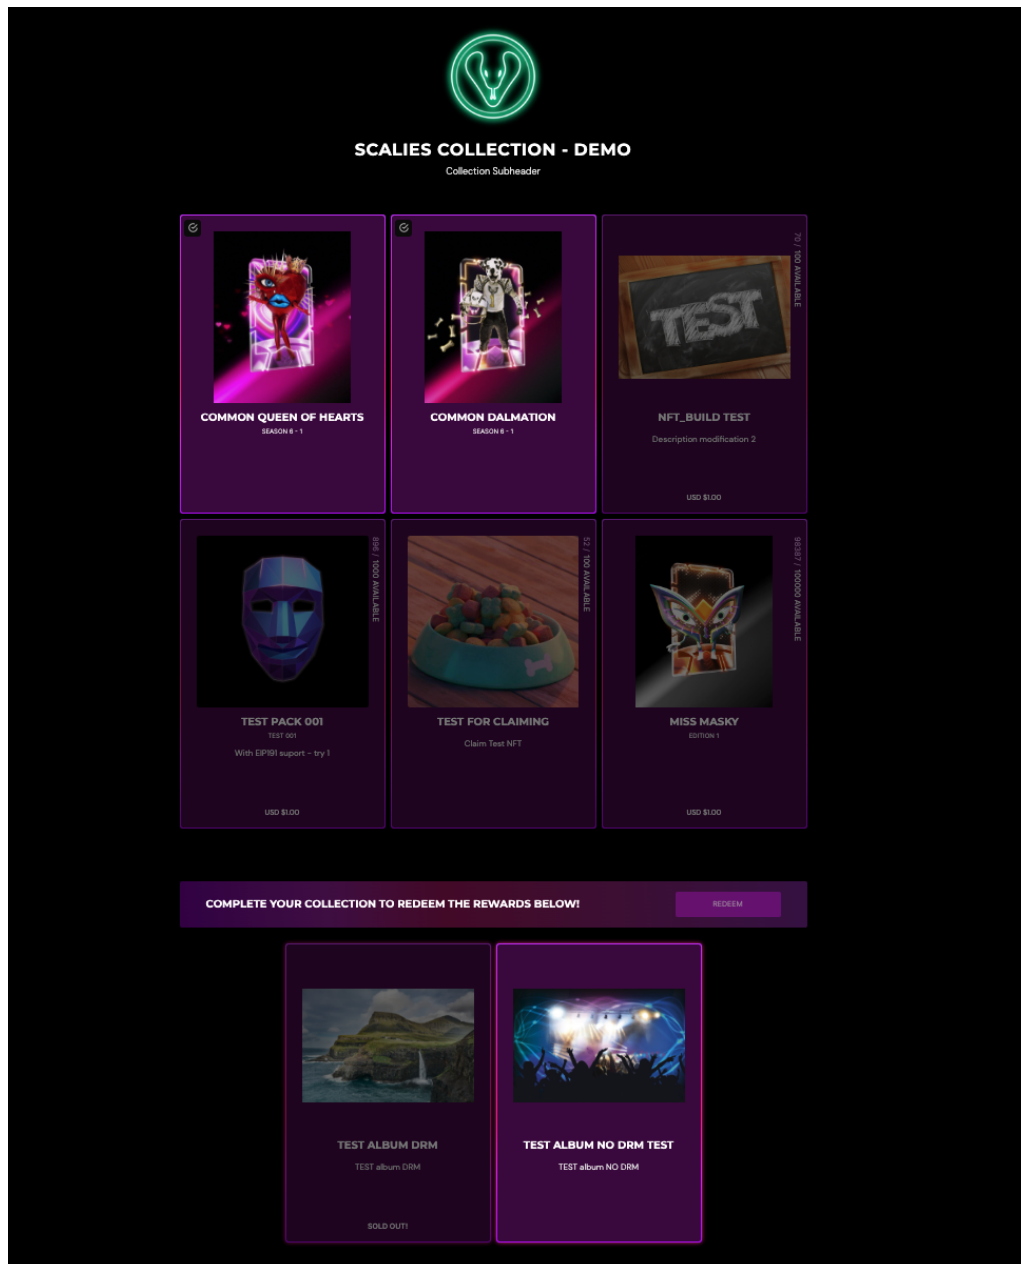 SCALIES COLLECTION - DEMO
Collection Subheader
COMMON QUEEN OF HEARTS
SEASON 6 - 1
COMMON DALMATION
SEASON 6 - 1
70 / 100 AVAILABLE
TEST
NFT_BUILD TEST
Description modification 2
USD $1.00
896 / 1000 AVAILABLE
TEST PACK 001
TEST 001
With EIP191 suport - try 1
USD $1.00
52 / 100 AVAILABLE
TEST FOR CLAIMING
Claim Test NFT
98387 / 100000 AVAILABLE
MISS MASKY
EDITION 1
USD $1.00
COMPLETE YOUR COLLECTION TO REDEEM THE REWARDS BELOW!
REDEEM
TEST ALBUM DRM
TEST album DRM
SOLD OUT!
TEST ALBUM NO DRM TEST
TEST album NO DRM